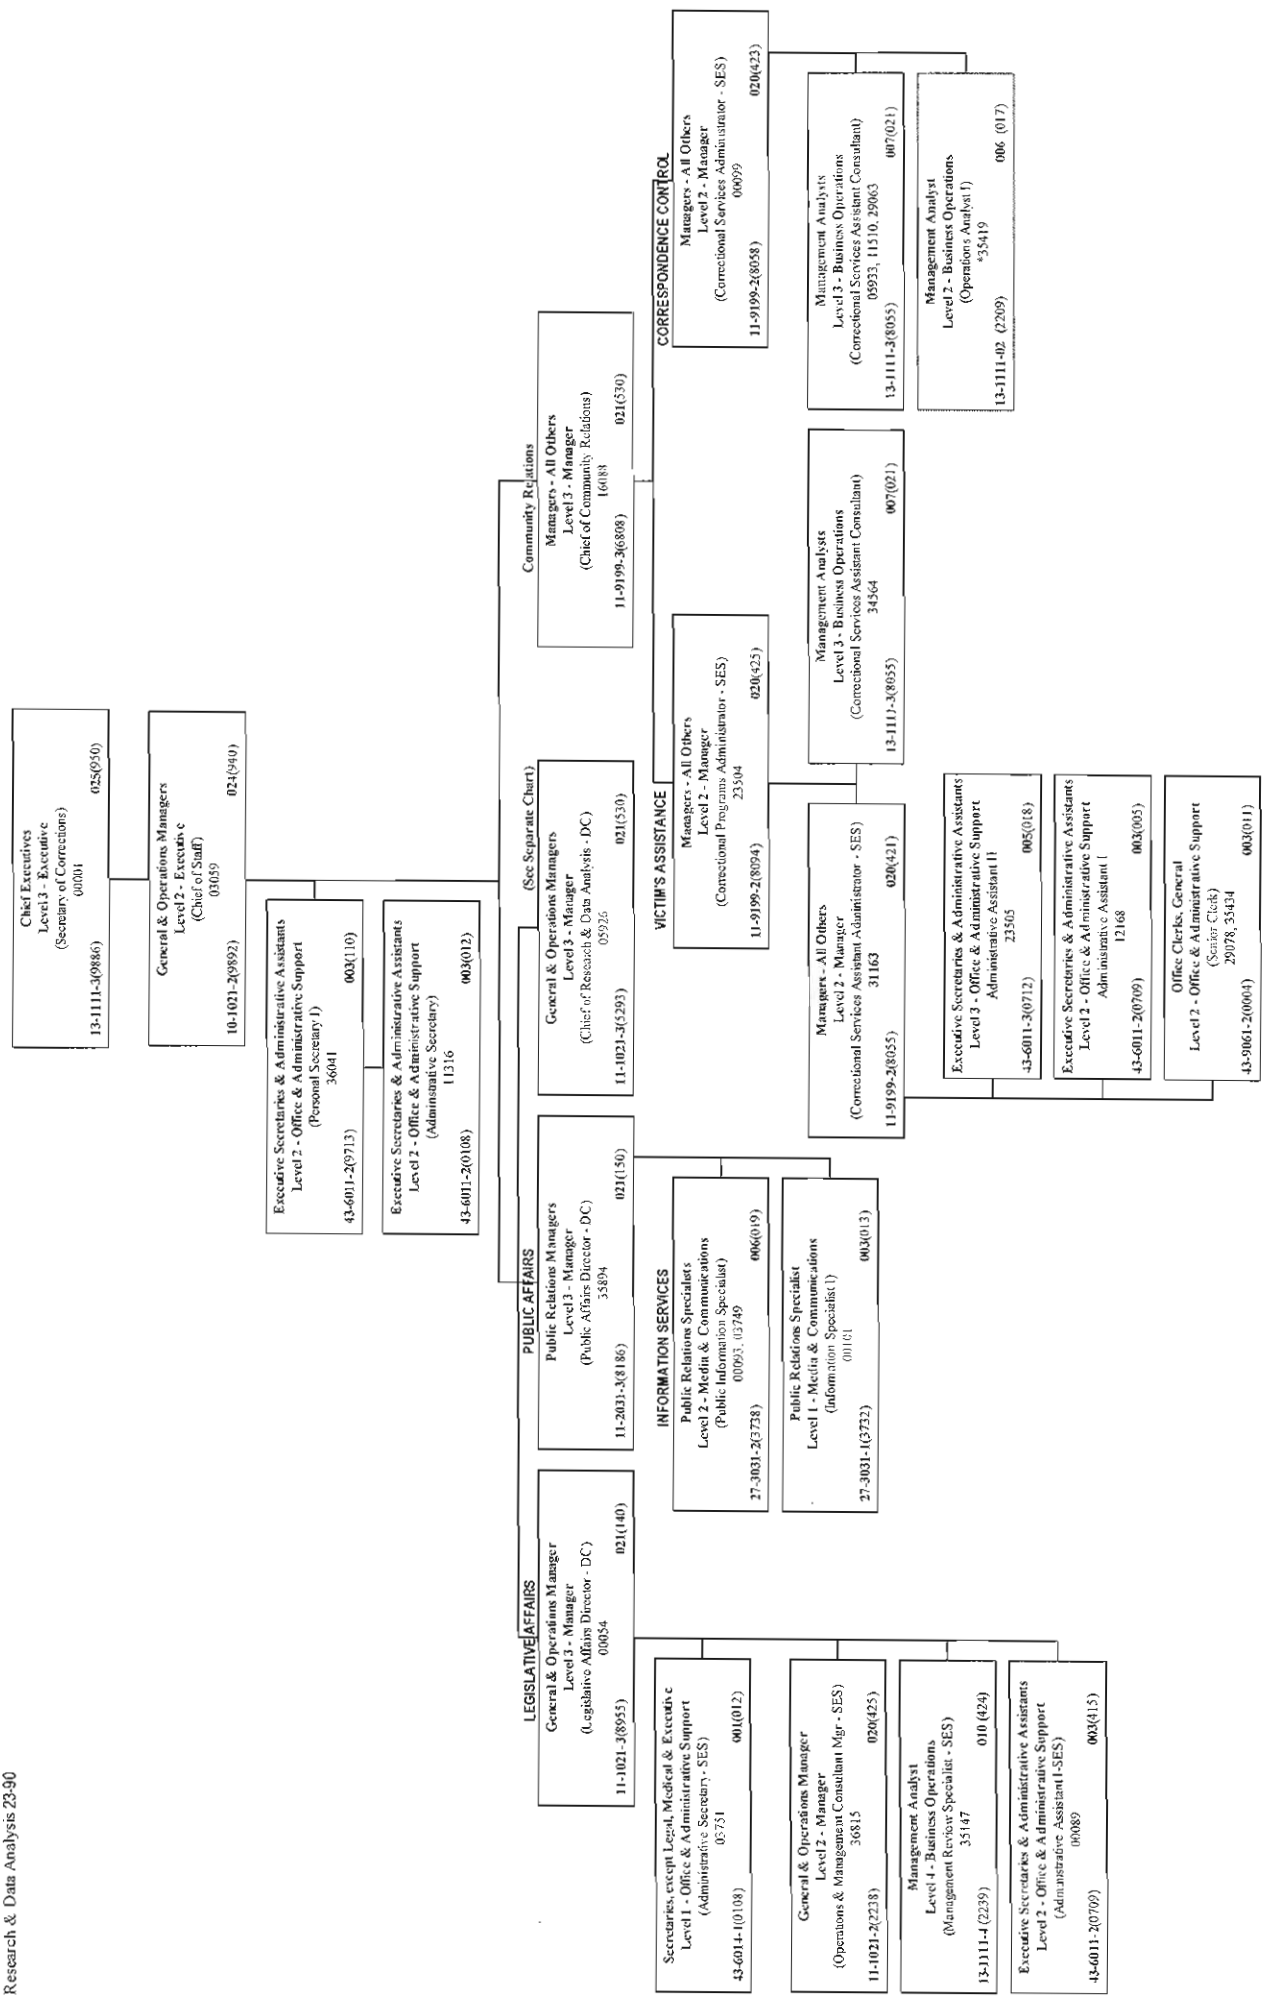 Research & Data Analysis 23-90
Chief Executives
Level 3 - Executive
(Secretary of Corrections)
00001
13-1111-3(9886) 025(950)
General & Operations Managers
Level 2 - Executive
(Chief of Staff)
03059
10-1021-2(9892) 024(940)
Executive Secretaries & Administrative Assistants
Level 2 - Office & Administrative Support
(Personal Secretary I)
36041
43-6011-2(9713) 003(110)
Executive Secretaries & Administrative Assistants
Level 2 - Office & Administrative Support
(Administrative Secretary)
11316
43-6011-2(0108) 003(012)
LEGISLATIVE AFFAIRS
General & Operations Manager
Level 3 - Manager
(Legislative Affairs Director - DC)
00054
11-1021-3(8955) 021(140)
Secretaries, except Legal, Medical & Executive
Level 1 - Office & Administrative Support
(Administrative Secretary- SES)
03751
43-6014-1(0108) 001(012)
General & Operations Manager
Level 2 - Manager
(Operations & Management Consultant Mgr - SES)
36815
11-1021-2(2238) 020(425)
Management Analyst
Level 4 - Business Operations
(Management Review Specialist - SES)
35147
13-1111-4 (2239) 010 (424)
Executive Secretaries & Administrative Assistants
Level 2 - Office & Administrative Support
(Administrative Assistant I-SES)
00089
43-6011-2(0709) 003(415)
PUBLIC AFFAIRS
Public Relations Managers
Level 3 - Manager
(Public Affairs Director - DC)
35894
11-2031-3(8186) 021(150)
INFORMATION SERVICES
Public Relations Specialists
Level 2 - Media & Communications
(Public Information Specialist)
00093, 03749
27-3031-2(3738) 006(019)
Public Relations Specialist
Level 1 - Media & Communications
(Information Specialist I)
00101
27-3031-1(3732) 003(013)
(See Separate Chart)
General & Operations Managers
Level 3 - Manager
(Chief of Research & Data Analysis - DC)
05926
11-1021-3(5293) 021(530)
Community Relations
Managers - All Others
Level 3 - Manager
(Chief of Community Relations)
16088
11-9199-3(6808) 021(530)
VICTIM'S ASSISTANCE
Managers - All Others
Level 2 - Manager
(Correctional Programs Administrator - SES)
23504
11-9199-2(8094) 020(425)
Managers - All Others
Level 2 - Manager
(Correctional Services Assistant Administrator - SES)
31163
11-9199-2(8055) 020(421)
Executive Secretaries & Administrative Assistants
Level 3 - Office & Administrative Support
Administrative Assistant II
23505
43-6011-3(0712) 005(018)
Executive Secretaries & Administrative Assistants
Level 2 - Office & Administrative Support
Administrative Assistant I
12168
43-6011-2(0709) 003(005)
Office Clerks, General
Level 2 - Office & Administrative Support
(Senior Clerk)
29078, 35434
43-9061-2(0004) 003(011)
Management Analysts
Level 3 - Business Operations
(Correctional Services Assistant Consultant)
34564
13-1111-3(8055) 007(021)
CORRESPONDENCE CONTROL
Managers - All Others
Level 2 - Manager
(Correctional Services Administrator - SES)
00099
11-9199-2(8058) 020(423)
Management Analysts
Level 3 - Business Operations
(Correctional Services Assistant Consultant)
05933, 11510, 29063
13-1111-3(8055) 007(021)
Management Analyst
Level 2 - Business Operations
(Operations Analyst I)
*35419
13-1111-02 (2209) 006 (017)